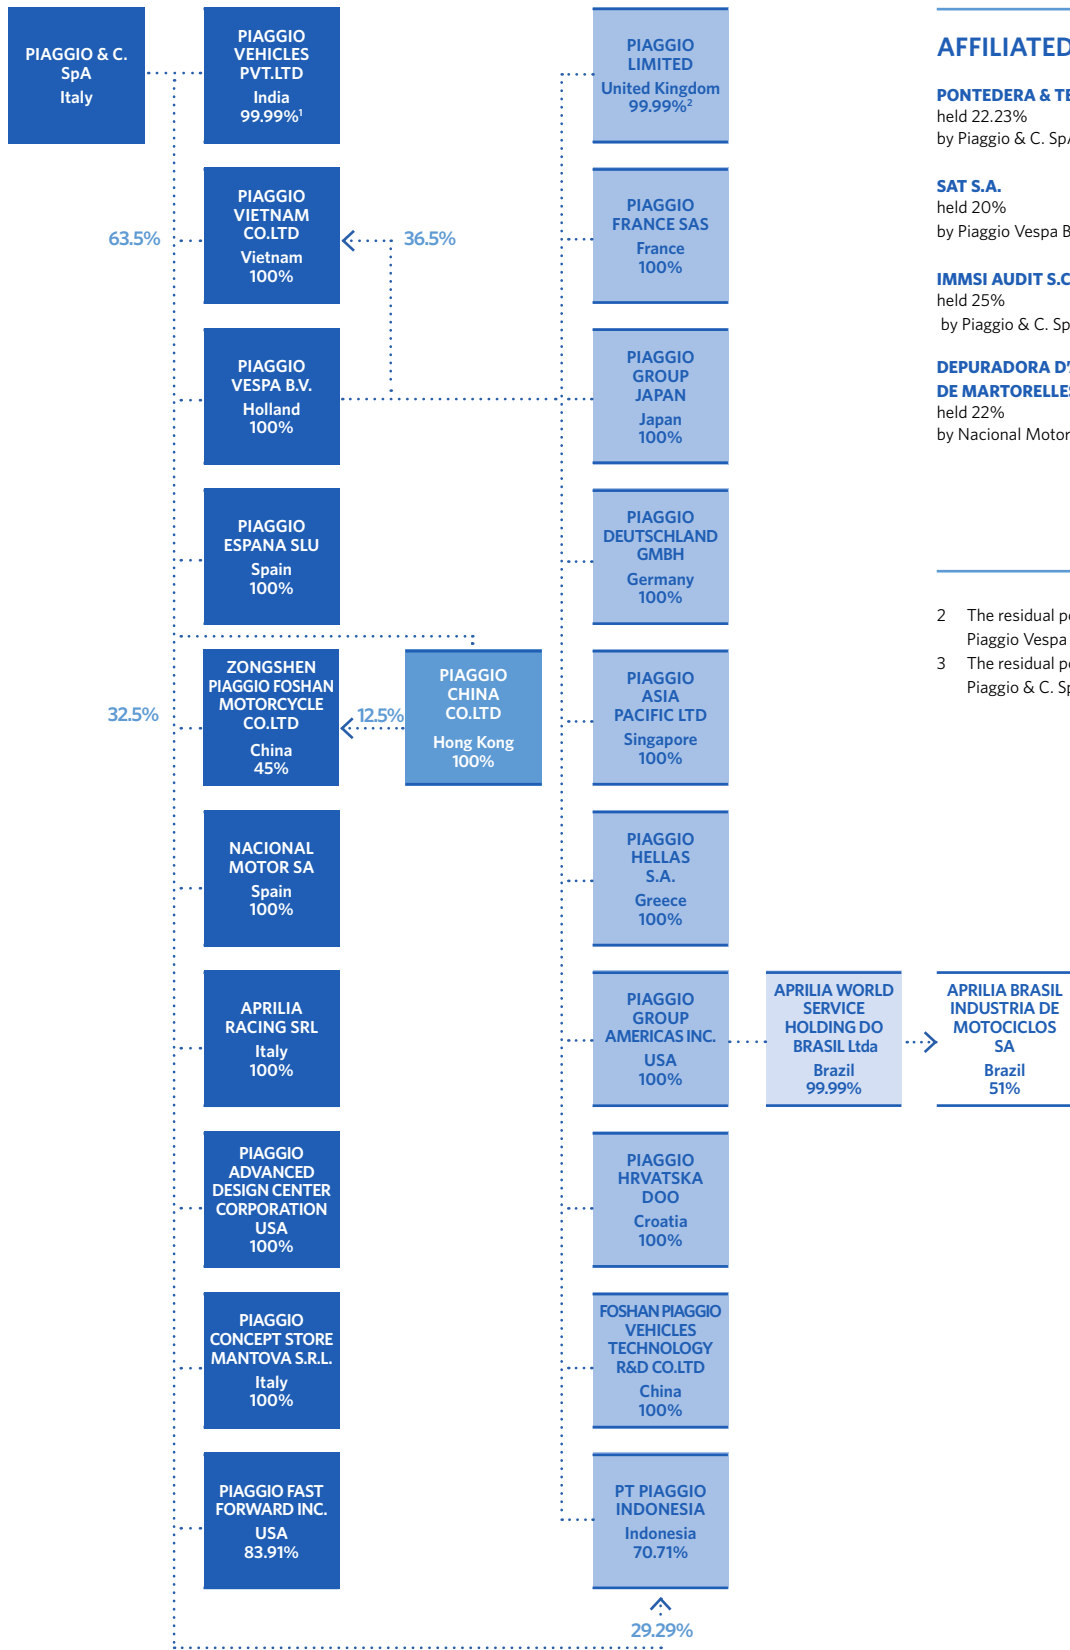 PIAGGIO & C.
SpA
Italy
PIAGGIO
VEHICLES
PVT.LTD
India
99.99%¹
63.5%
PIAGGIO
VIETNAM
CO.LTD
Vietnam
100%
36.5%
PIAGGIO
VESPA B.V.
Holland
100%
PIAGGIO
ESPANA SLU
Spain
100%
32.5%
ZONGSHEN
PIAGGIO FOSHAN
MOTORCYCLE
CO.LTD
China
45%
12.5%
PIAGGIO
CHINA
CO.LTD
Hong Kong
100%
NACIONAL
MOTOR SA
Spain
100%
APRILIA
RACING SRL
Italy
100%
PIAGGIO
ADVANCED
DESIGN CENTER
CORPORATION
USA
100%
PIAGGIO
CONCEPT STORE
MANTOVA S.R.L.
Italy
100%
PIAGGIO FAST
FORWARD INC.
USA
83.91%
PIAGGIO
LIMITED
United Kingdom
99.99%²
PIAGGIO
FRANCE SAS
France
100%
PIAGGIO
GROUP
JAPAN
Japan
100%
PIAGGIO
DEUTSCHLAND
GMBH
Germany
100%
PIAGGIO
ASIA
PACIFIC LTD
Singapore
100%
PIAGGIO
HELLAS
S.A.
Greece
100%
PIAGGIO
GROUP
AMERICAS INC.
USA
100%
APRILIA WORLD
SERVICE
HOLDING DO
BRASIL Ltda
Brazil
99.99%
APRILIA BRASIL
INDUSTRIA DE
MOTOCICLOS
SA
Brazil
51%
PIAGGIO
HRVATSKA
DOO
Croatia
100%
FOSHAN PIAGGIO
VEHICLES
TECHNOLOGY
R&D CO.LTD
China
100%
PT PIAGGIO
INDONESIA
Indonesia
70.71%
29.29%
AFFILIATED
PONTEDERA & TE
held 22.23%
by Piaggio & C. SpA
SAT S.A.
held 20%
by Piaggio Vespa B
IMMSI AUDIT S.C
held 25%
by Piaggio & C. Sp
DEPURADORA D'
DE MARTORELLES
held 22%
by Nacional Motor
2 The residual pe
Piaggio Vespa
3 The residual pe
Piaggio & C. Sp